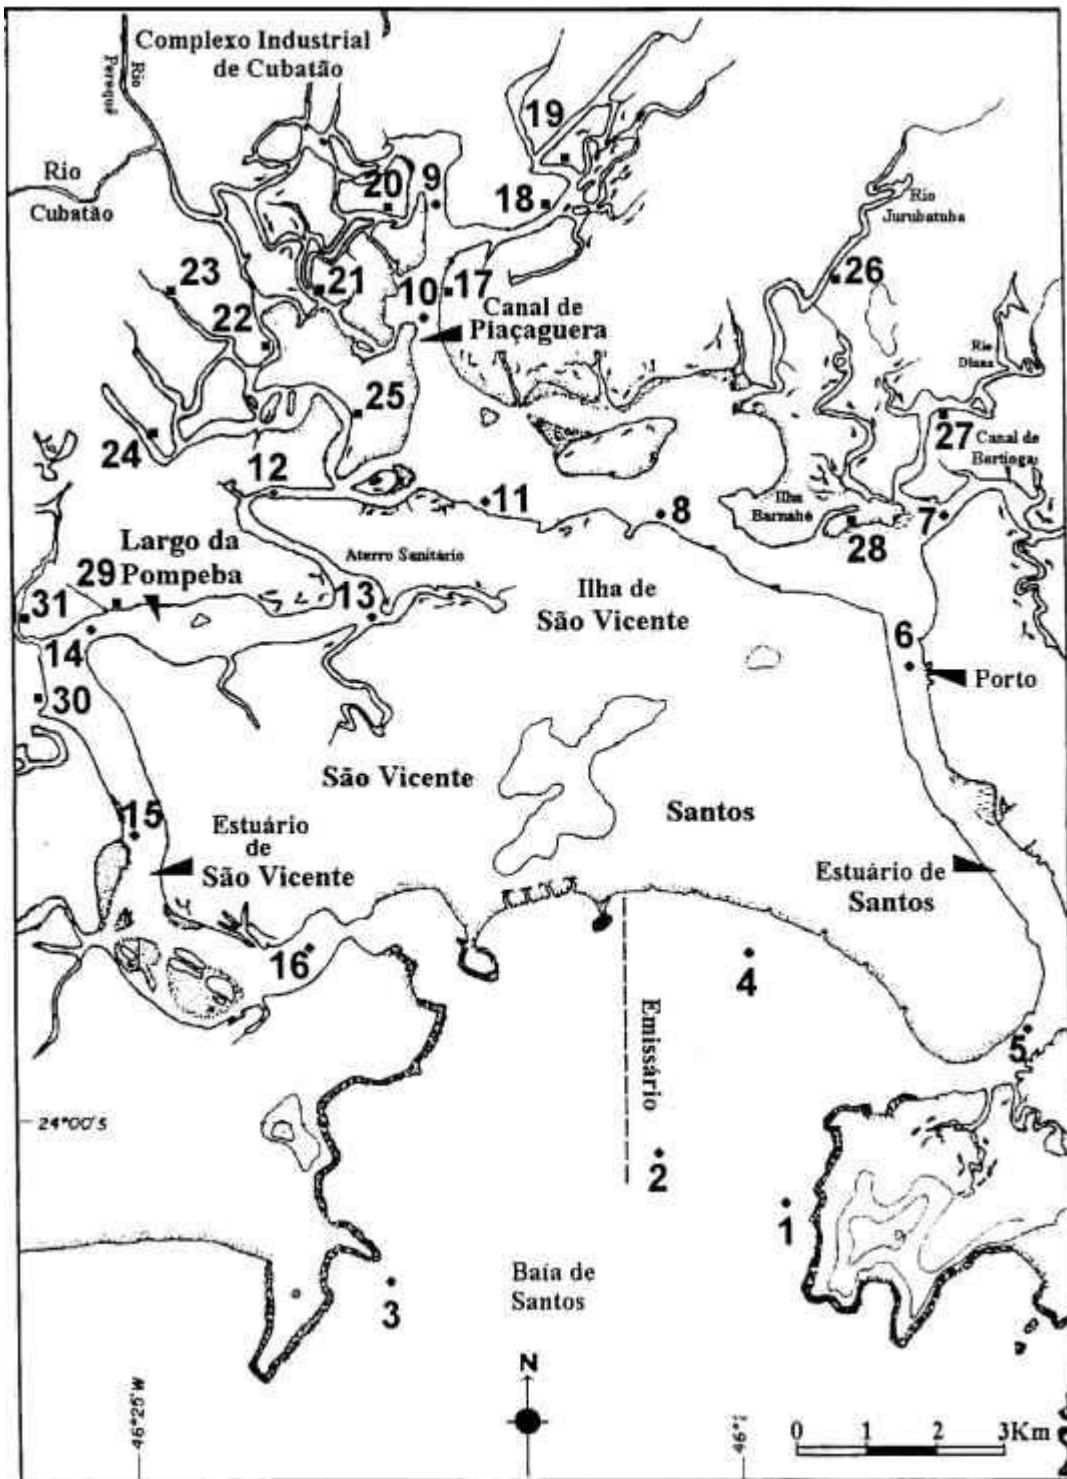 Complexo Industrial
de Cubatão
Rio
Perequê
Rio
Cubatão
19
20
9
18
Rio
Jurubatuba
23
21
10
17
26
22
Canal de
Piaçaguera
Rio
Diana
25
24
27
Canal de
Bertioga
12
11
8
Ilha
Barnabé
7
28
Largo da
Pompeba
Aterro Sanitário
29
31
13
Ilha de
São Vicente
14
6
Porto
30
São Vicente
Santos
15
Estuário
de
São Vicente
Estuário de
Santos
16
4
Emissário
5
24°00'S
2
1
3
Baía de
Santos
N
46°25'W
46°
0 1 2 3Km